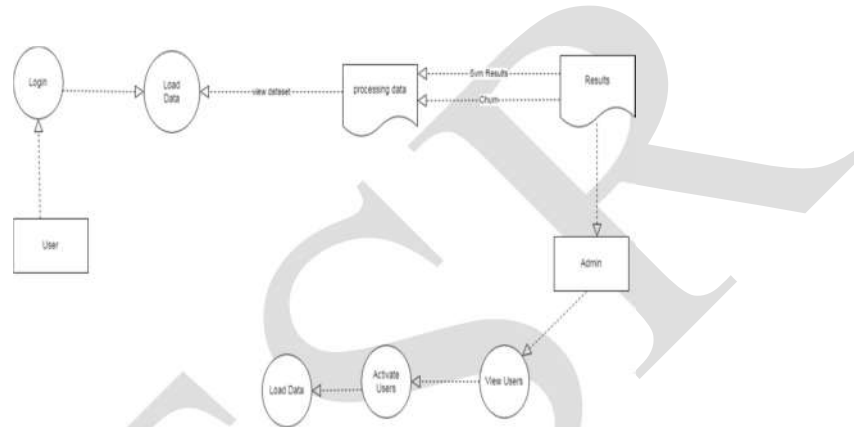 Login
Load
Data
view dataset
processing data
Svm Results
Churn
Results
User
Admin
Load Data
Activate
Users
View Users